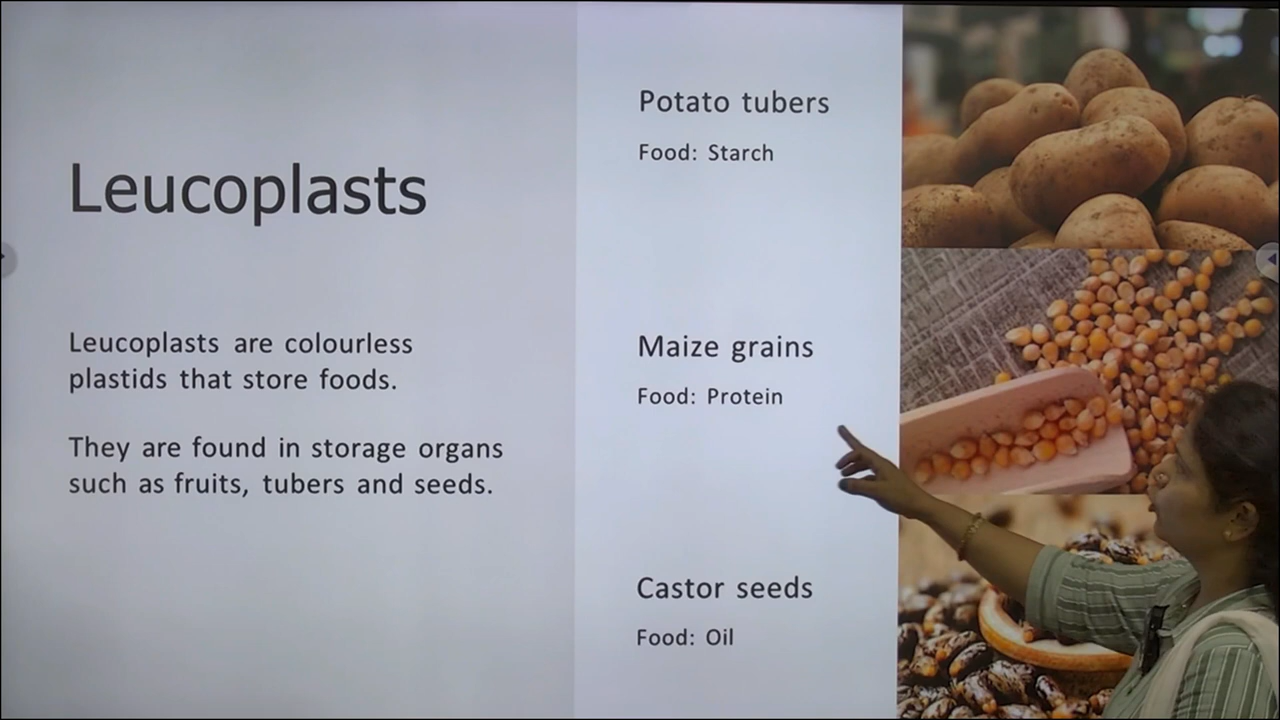 Leucoplasts
Leucoplasts are colourless
plastids that store foods.
They are found in storage organs
such as fruits, tubers and seeds.
Potato tubers
Food: Starch
Maize grains
Food: Protein
Castor seeds
Food: Oil